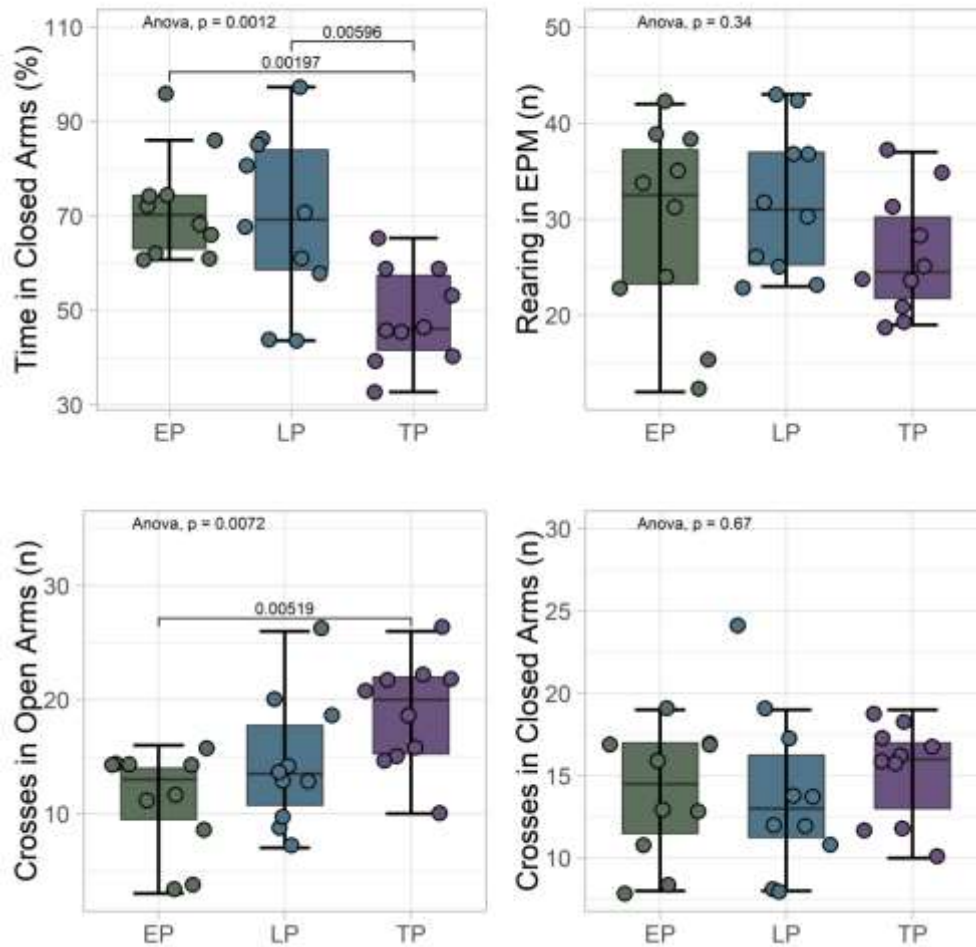 Time in Closed Arms (%)
110
90
70
50
30
Anova, p = 0.0012
0.00596
0.00197
EP LP TP
Rearing in EPM (n)
50
40
30
20
Anova, p = 0.34
EP LP TP
Crosses in Open Arms (n)
30
20
10
Anova, p = 0.0072
0.00519
EP LP TP
Crosses in Closed Arms (n)
30
25
20
15
10
Anova, p = 0.67
EP LP TP